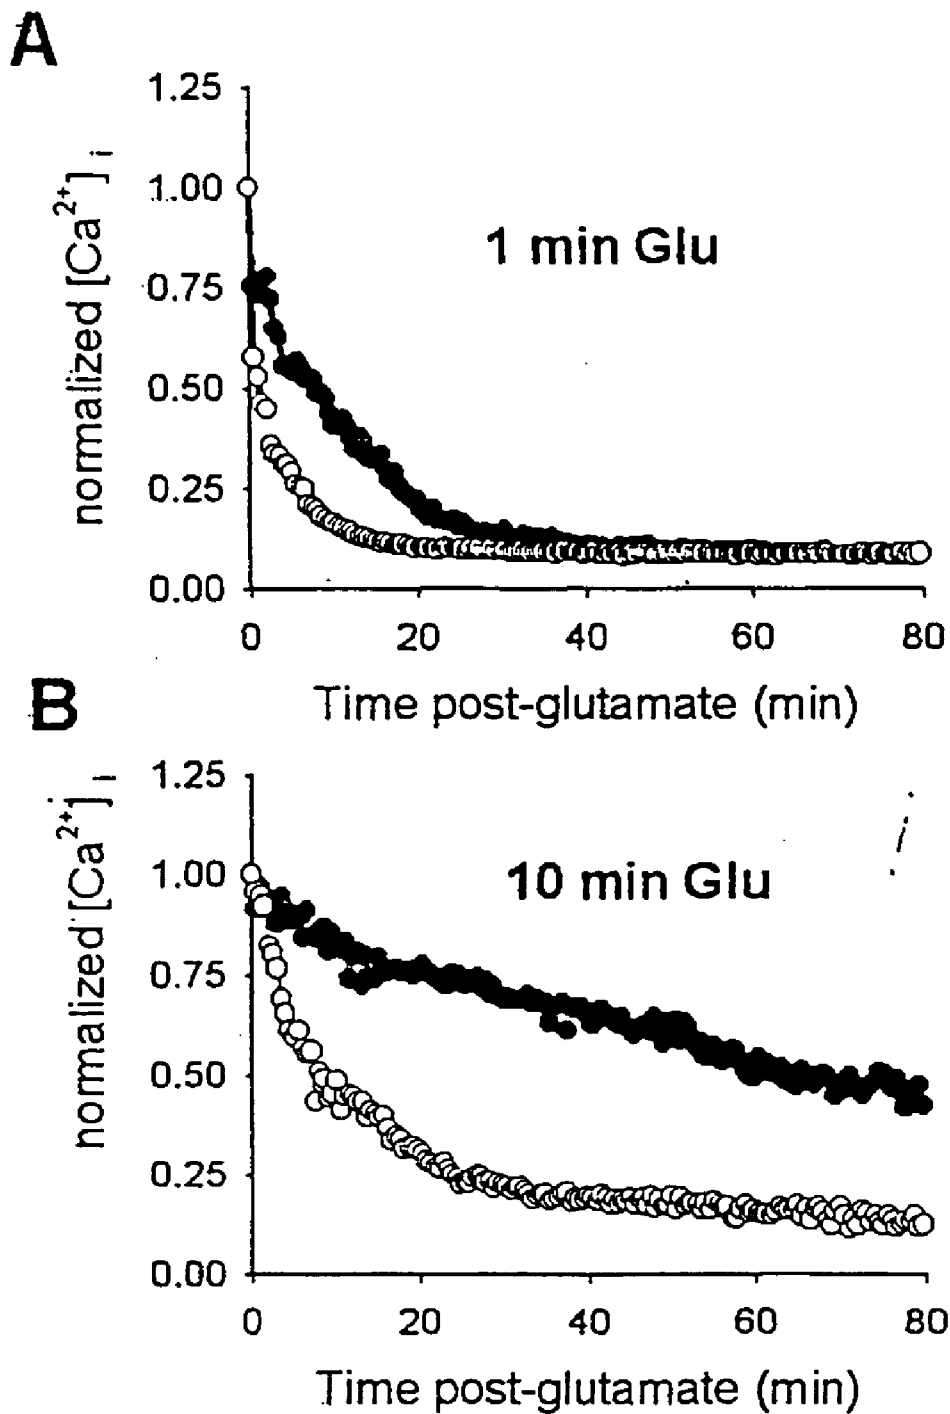 A
1.25
1.00
0.75
0.50
0.25
0.00
normalized [Ca²⁺] i
1 min Glu
0 20 40 60 80
Time post-glutamate (min)
B
1.25
1.00
0.75
0.50
0.25
0.00
normalized [Ca²⁺] i
10 min Glu
0 20 40 60 80
Time post-glutamate (min)